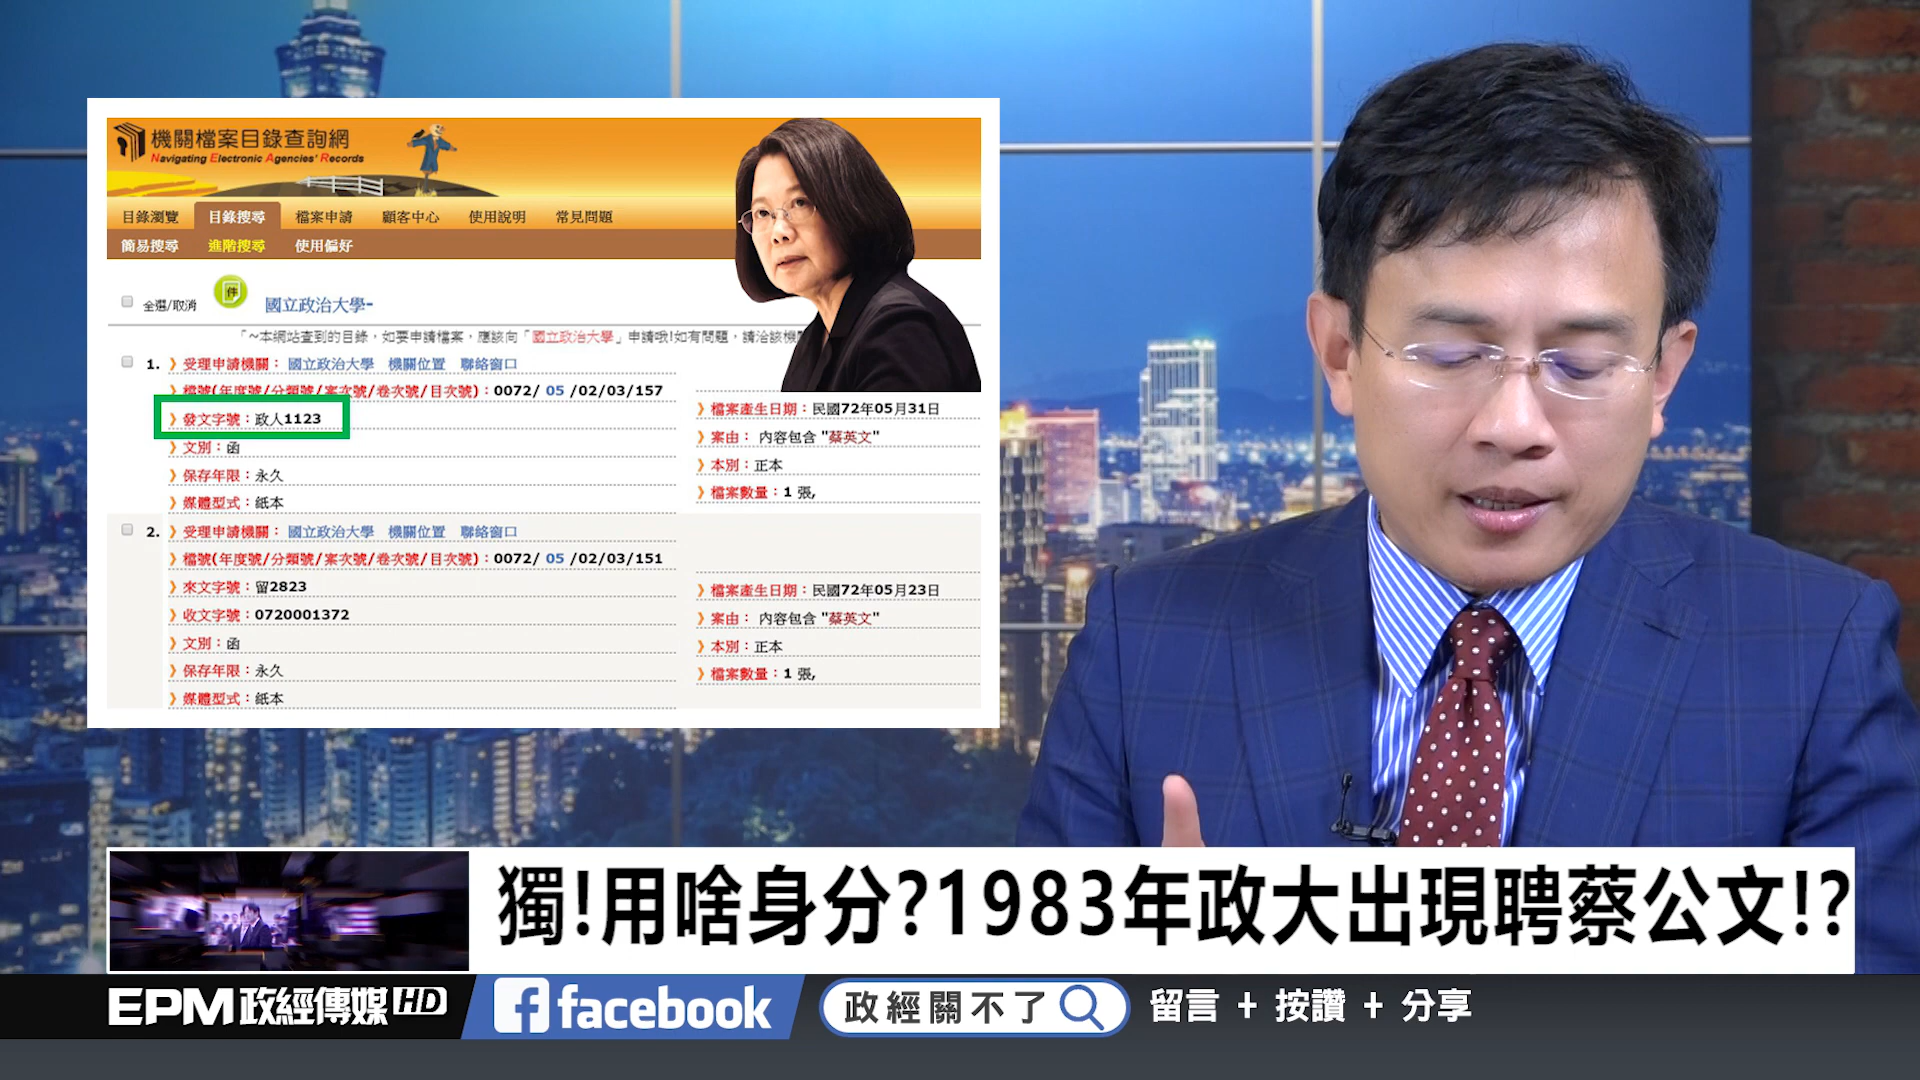 機關檔案目錄查詢網
Navigating Electronic Agencies' Records
目錄瀏覽 目錄搜尋 檔案申請 顧客中心 使用說明 常見問題
簡易搜尋 進階搜尋 使用偏好
全選/取消 件 國立政治大學-
「~本網站查到的目錄，如要申請檔案，應該向「國立政治大學」申請哦!如有問題，請洽該機
1. 》受理申請機關： 國立政治大學 機關位置 聯絡窗口
》檔號(年度號/分類號/案次號/卷次號/目次號)：0072/ 05 /02/03/157
》發文字號：政人1123
》文別：函
》保存年限：永久
》媒體型式：紙本
》檔案產生日期：民國72年05月31日
》案由： 內容包含 "蔡英文"
》本別：正本
》檔案數量：1 張,
2. 》受理申請機關： 國立政治大學 機關位置 聯絡窗口
》檔號(年度號/分類號/案次號/卷次號/目次號)：0072/ 05 /02/03/151
》來文字號：留2823
》收文字號：0720001372
》文別：函
》保存年限：永久
》媒體型式：紙本
》檔案產生日期：民國72年05月23日
》案由： 內容包含 "蔡英文"
》本別：正本
》檔案數量：1 張,
獨!用啥身分?1983年政大出現聘蔡公文!?
EPM政經傳媒HD facebook 政經關不了 留言 + 按讚 + 分享